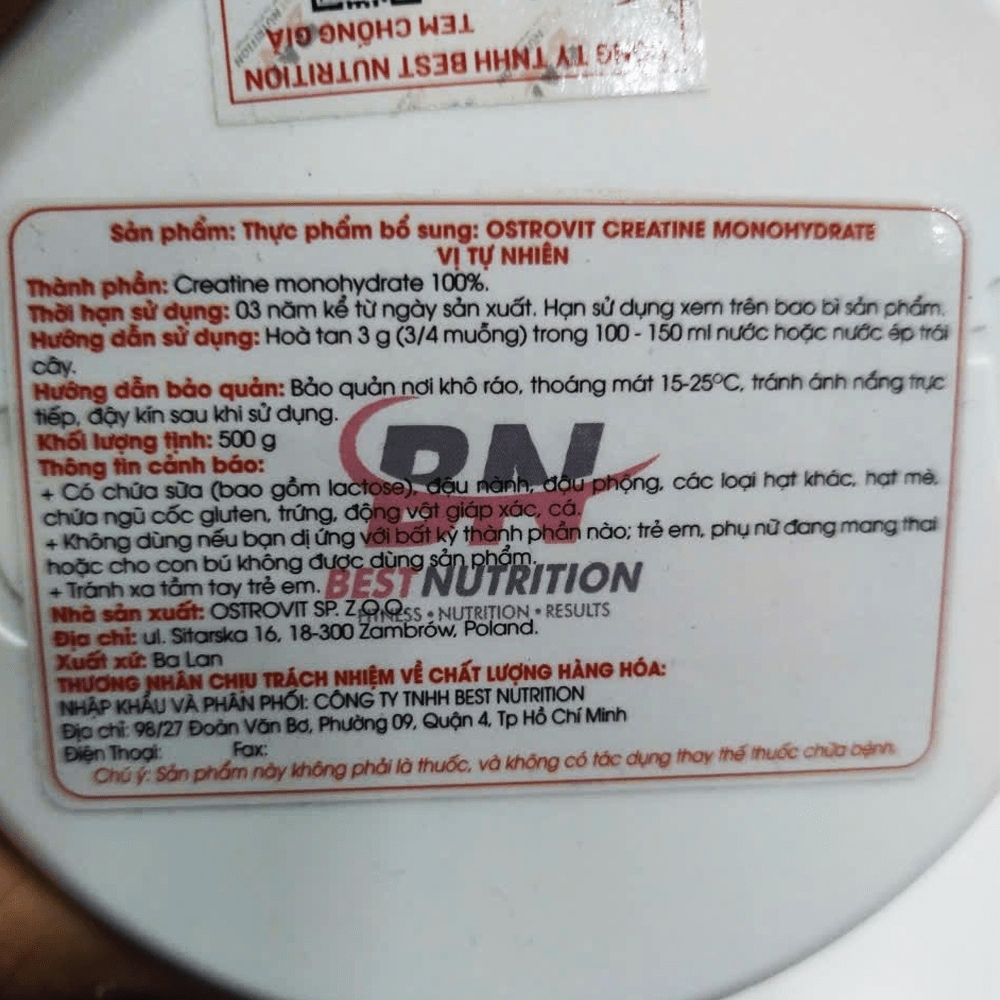 CÔNG TY TNHH BEST NUTRITION
TEM CHỐNG GIẢ
Sản phẩm: Thực phẩm bổ sung: OSTROVIT CREATINE MONOHYDRATE
VỊ TỰ NHIÊN
Thành phần: Creatine monohydrate 100%.
Thời hạn sử dụng: 03 năm kể từ ngày sản xuất. Hạn sử dụng xem trên bao bì sản phẩm.
Hướng dẫn sử dụng: Hoà tan 3 g (3/4 muỗng) trong 100 - 150 ml nước hoặc nước ép trái
cây.
Hướng dẫn bảo quản: Bảo quản nơi khô ráo, thoáng mát 15-25ºC, tránh ánh nắng trực
tiếp, đậy kín sau khi sử dụng.
Khối lượng tịnh: 500 g
Thông tin cảnh báo:
+ Có chứa sữa (bao gồm lactose), đậu nành, đậu phộng, các loại hạt khác, hạt mè,
chứa ngũ cốc gluten, trứng, động vật giáp xác, cá.
+ Không dùng nếu bạn dị ứng với bất kỳ thành phần nào; trẻ em, phụ nữ đang mang thai
hoặc cho con bú không được dùng sản phẩm.
+ Tránh xa tầm tay trẻ em.
BN
BEST NUTRITION
FITNESS • NUTRITION • RESULTS
Nhà sản xuất: OSTROVIT SP. Z.O.O.
Địa chỉ: ul. Sitarska 16, 18-300 Zambrów, Poland.
Xuất xứ: Ba Lan
THƯƠNG NHÂN CHỊU TRÁCH NHIỆM VỀ CHẤT LƯỢNG HÀNG HÓA:
NHẬP KHẨU VÀ PHÂN PHỐI: CÔNG TY TNHH BEST NUTRITION
Địa chỉ: 98/27 Đoàn Văn Bơ, Phường 09, Quận 4, Tp Hồ Chí Minh
Điện Thoại: Fax:
Chú ý: Sản phẩm này không phải là thuốc, và không có tác dụng thay thế thuốc chữa bệnh.